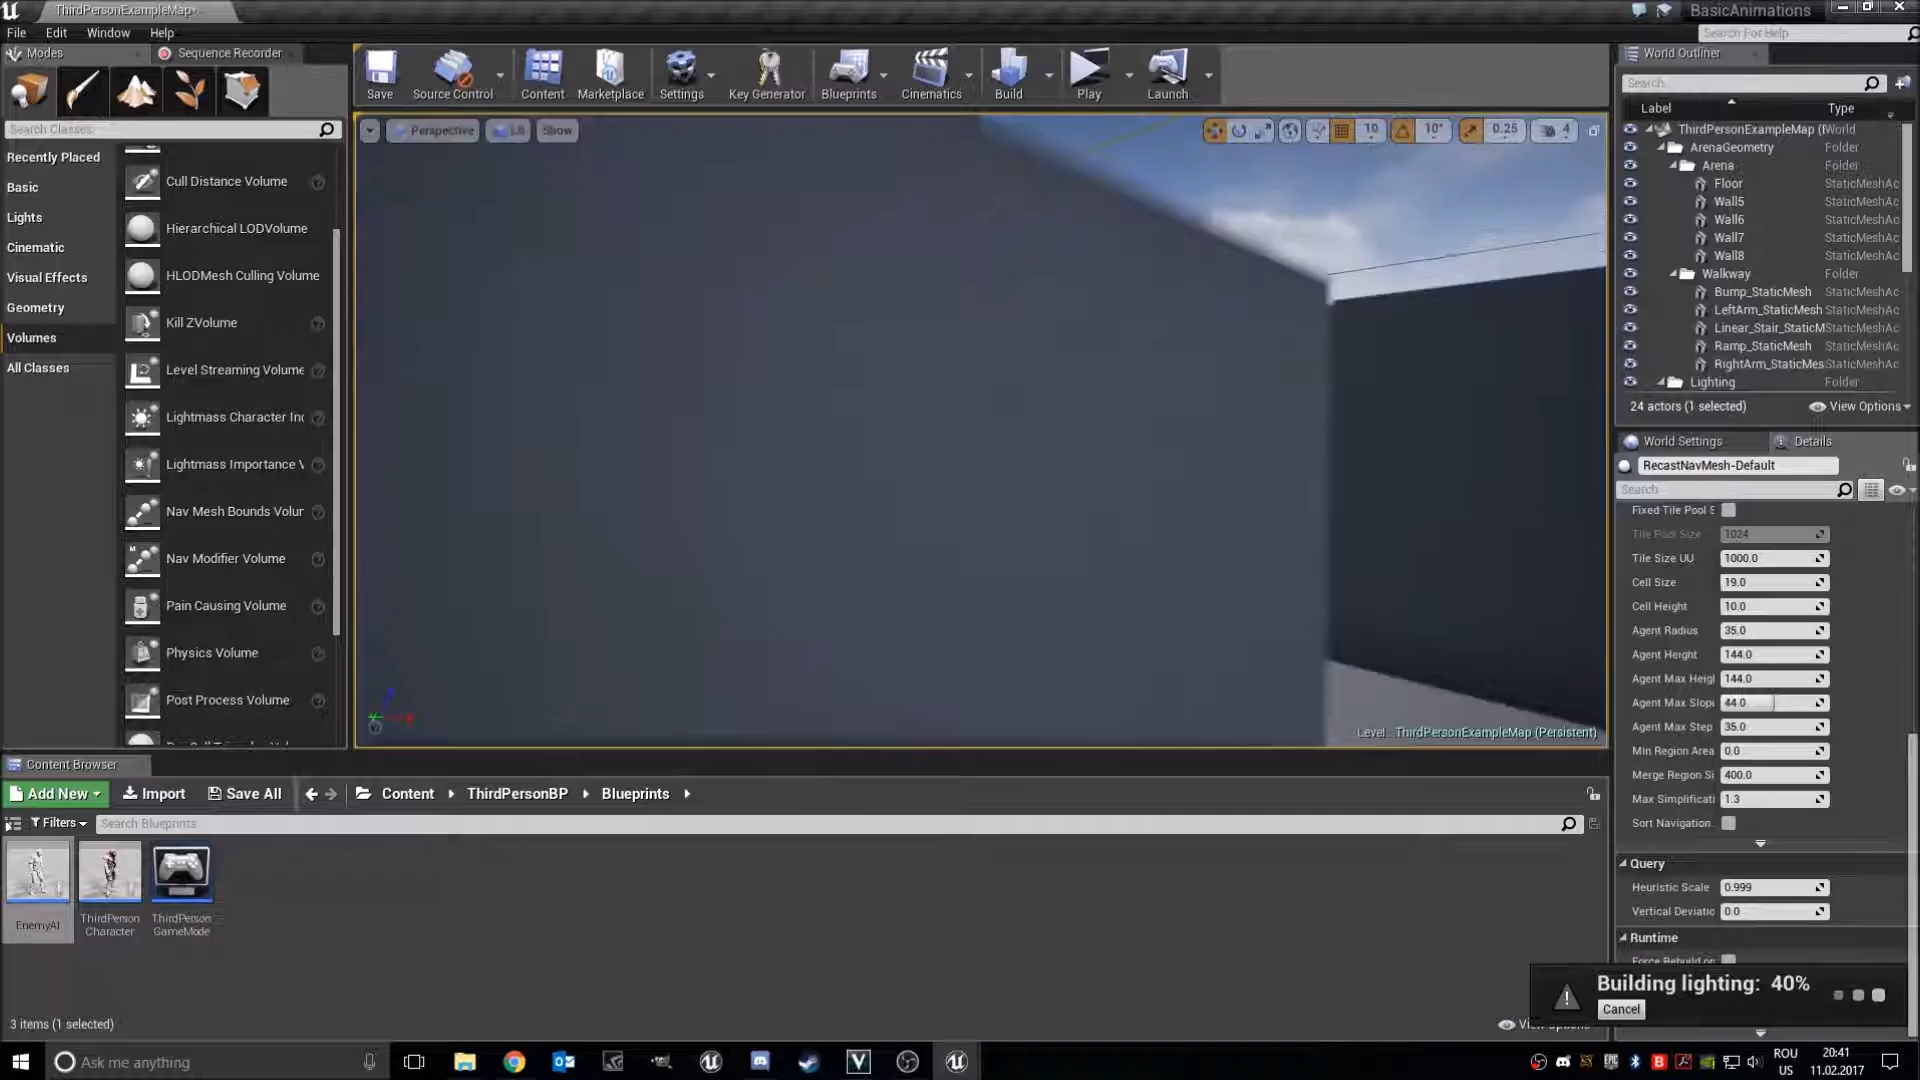 ThirdPersonExampleMap*
BasicAnimations
File Edit Window Help
Search For Help
Modes
Sequence Recorder
Save
Source Control
Content
Marketplace
Settings
Key Generator
Blueprints
Cinematics
Build
Play
Launch
World Outliner
Search...
Label Type
Search Classes
Recently Placed
Basic
Lights
Cinematic
Visual Effects
Geometry
Volumes
All Classes
Cull Distance Volume
Hierarchical LODVolume
HLODMesh Culling Volume
Kill ZVolume
Level Streaming Volume
Lightmass Character Inc
Lightmass Importance V
Nav Mesh Bounds Volur
Nav Modifier Volume
Pain Causing Volume
Physics Volume
Post Process Volume
Perspective
Lit
Show
10
10°
0.25
4
Level: ThirdPersonExampleMap (Persistent)
ThirdPersonExampleMap (I World
ArenaGeometry Folder
Arena Folder
Floor StaticMeshAc
Wall5 StaticMeshAc
Wall6 StaticMeshAc
Wall7 StaticMeshAc
Wall8 StaticMeshAc
Walkway Folder
Bump_StaticMesh StaticMeshAc
LeftArm_StaticMesh StaticMeshAc
Linear_Stair_StaticM StaticMeshAc
Ramp_StaticMesh StaticMeshAc
RightArm_StaticMes StaticMeshAc
Lighting Folder
24 actors (1 selected)
View Options
World Settings
Details
RecastNavMesh-Default
Search
Fixed Tile Pool S
Tile Pool Size 1024
Tile Size UU 1000.0
Cell Size 19.0
Cell Height 10.0
Agent Radius 35.0
Agent Height 144.0
Agent Max Heigl 144.0
Agent Max Slope 44.0
Agent Max Step 35.0
Min Region Area 0.0
Merge Region Si 400.0
Max Simplificati 1.3
Sort Navigation
Query
Heuristic Scale 0.999
Vertical Deviatic 0.0
Runtime
Force Rebuild on
Building lighting: 40%
Cancel
Content Browser
Add New
Import
Save All
Content
ThirdPersonBP
Blueprints
Filters
Search Blueprints
EnemyAI
ThirdPerson
Character
ThirdPerson
GameMode
3 items (1 selected)
View Options
Ask me anything
ROU
US
20:41
11.02.2017